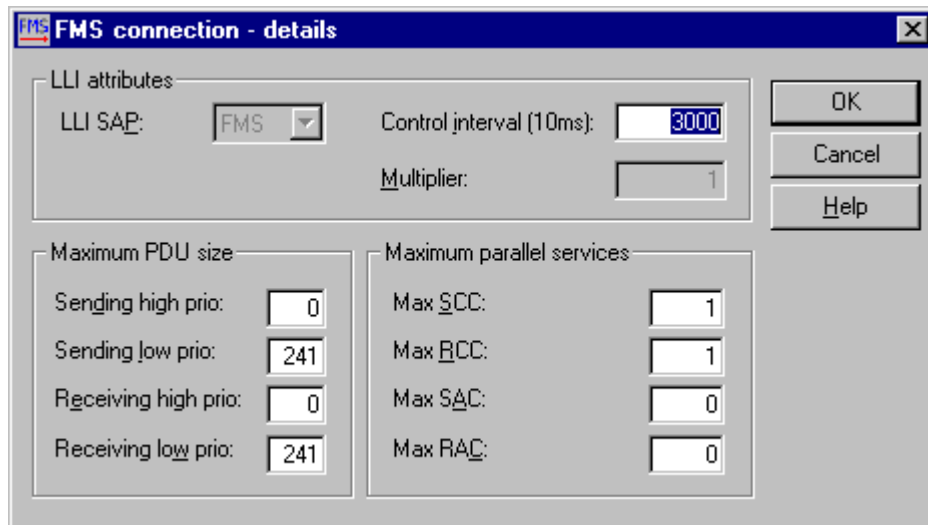 FMS FMS connection - details
LLI attributes
LLI SAP: FMS Control interval (10ms): 3000
Multiplier: 1
OK
Cancel
Help
Maximum PDU size
Sending high prio: 0
Sending low prio: 241
Receiving high prio: 0
Receiving low prio: 241
Maximum parallel services
Max SCC: 1
Max RCC: 1
Max SAC: 0
Max RAC: 0